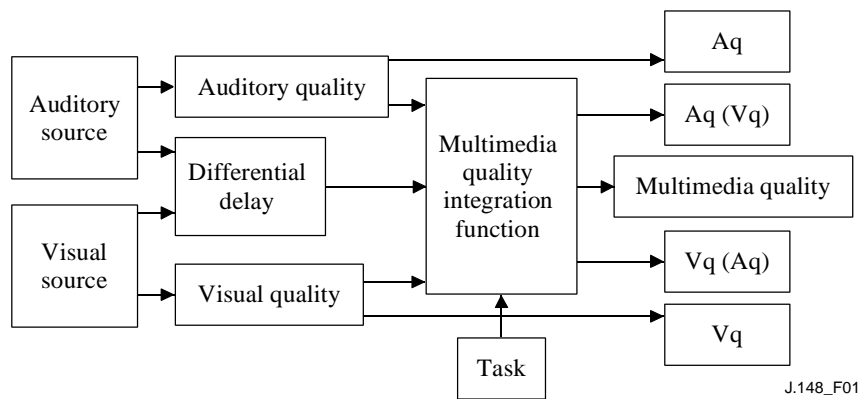 Auditory
source
Visual
source
Auditory quality
Differential
delay
Visual quality
Multimedia
quality
integration
function
Task
Aq
Aq (Vq)
Multimedia quality
Vq (Aq)
Vq
J.148_F01